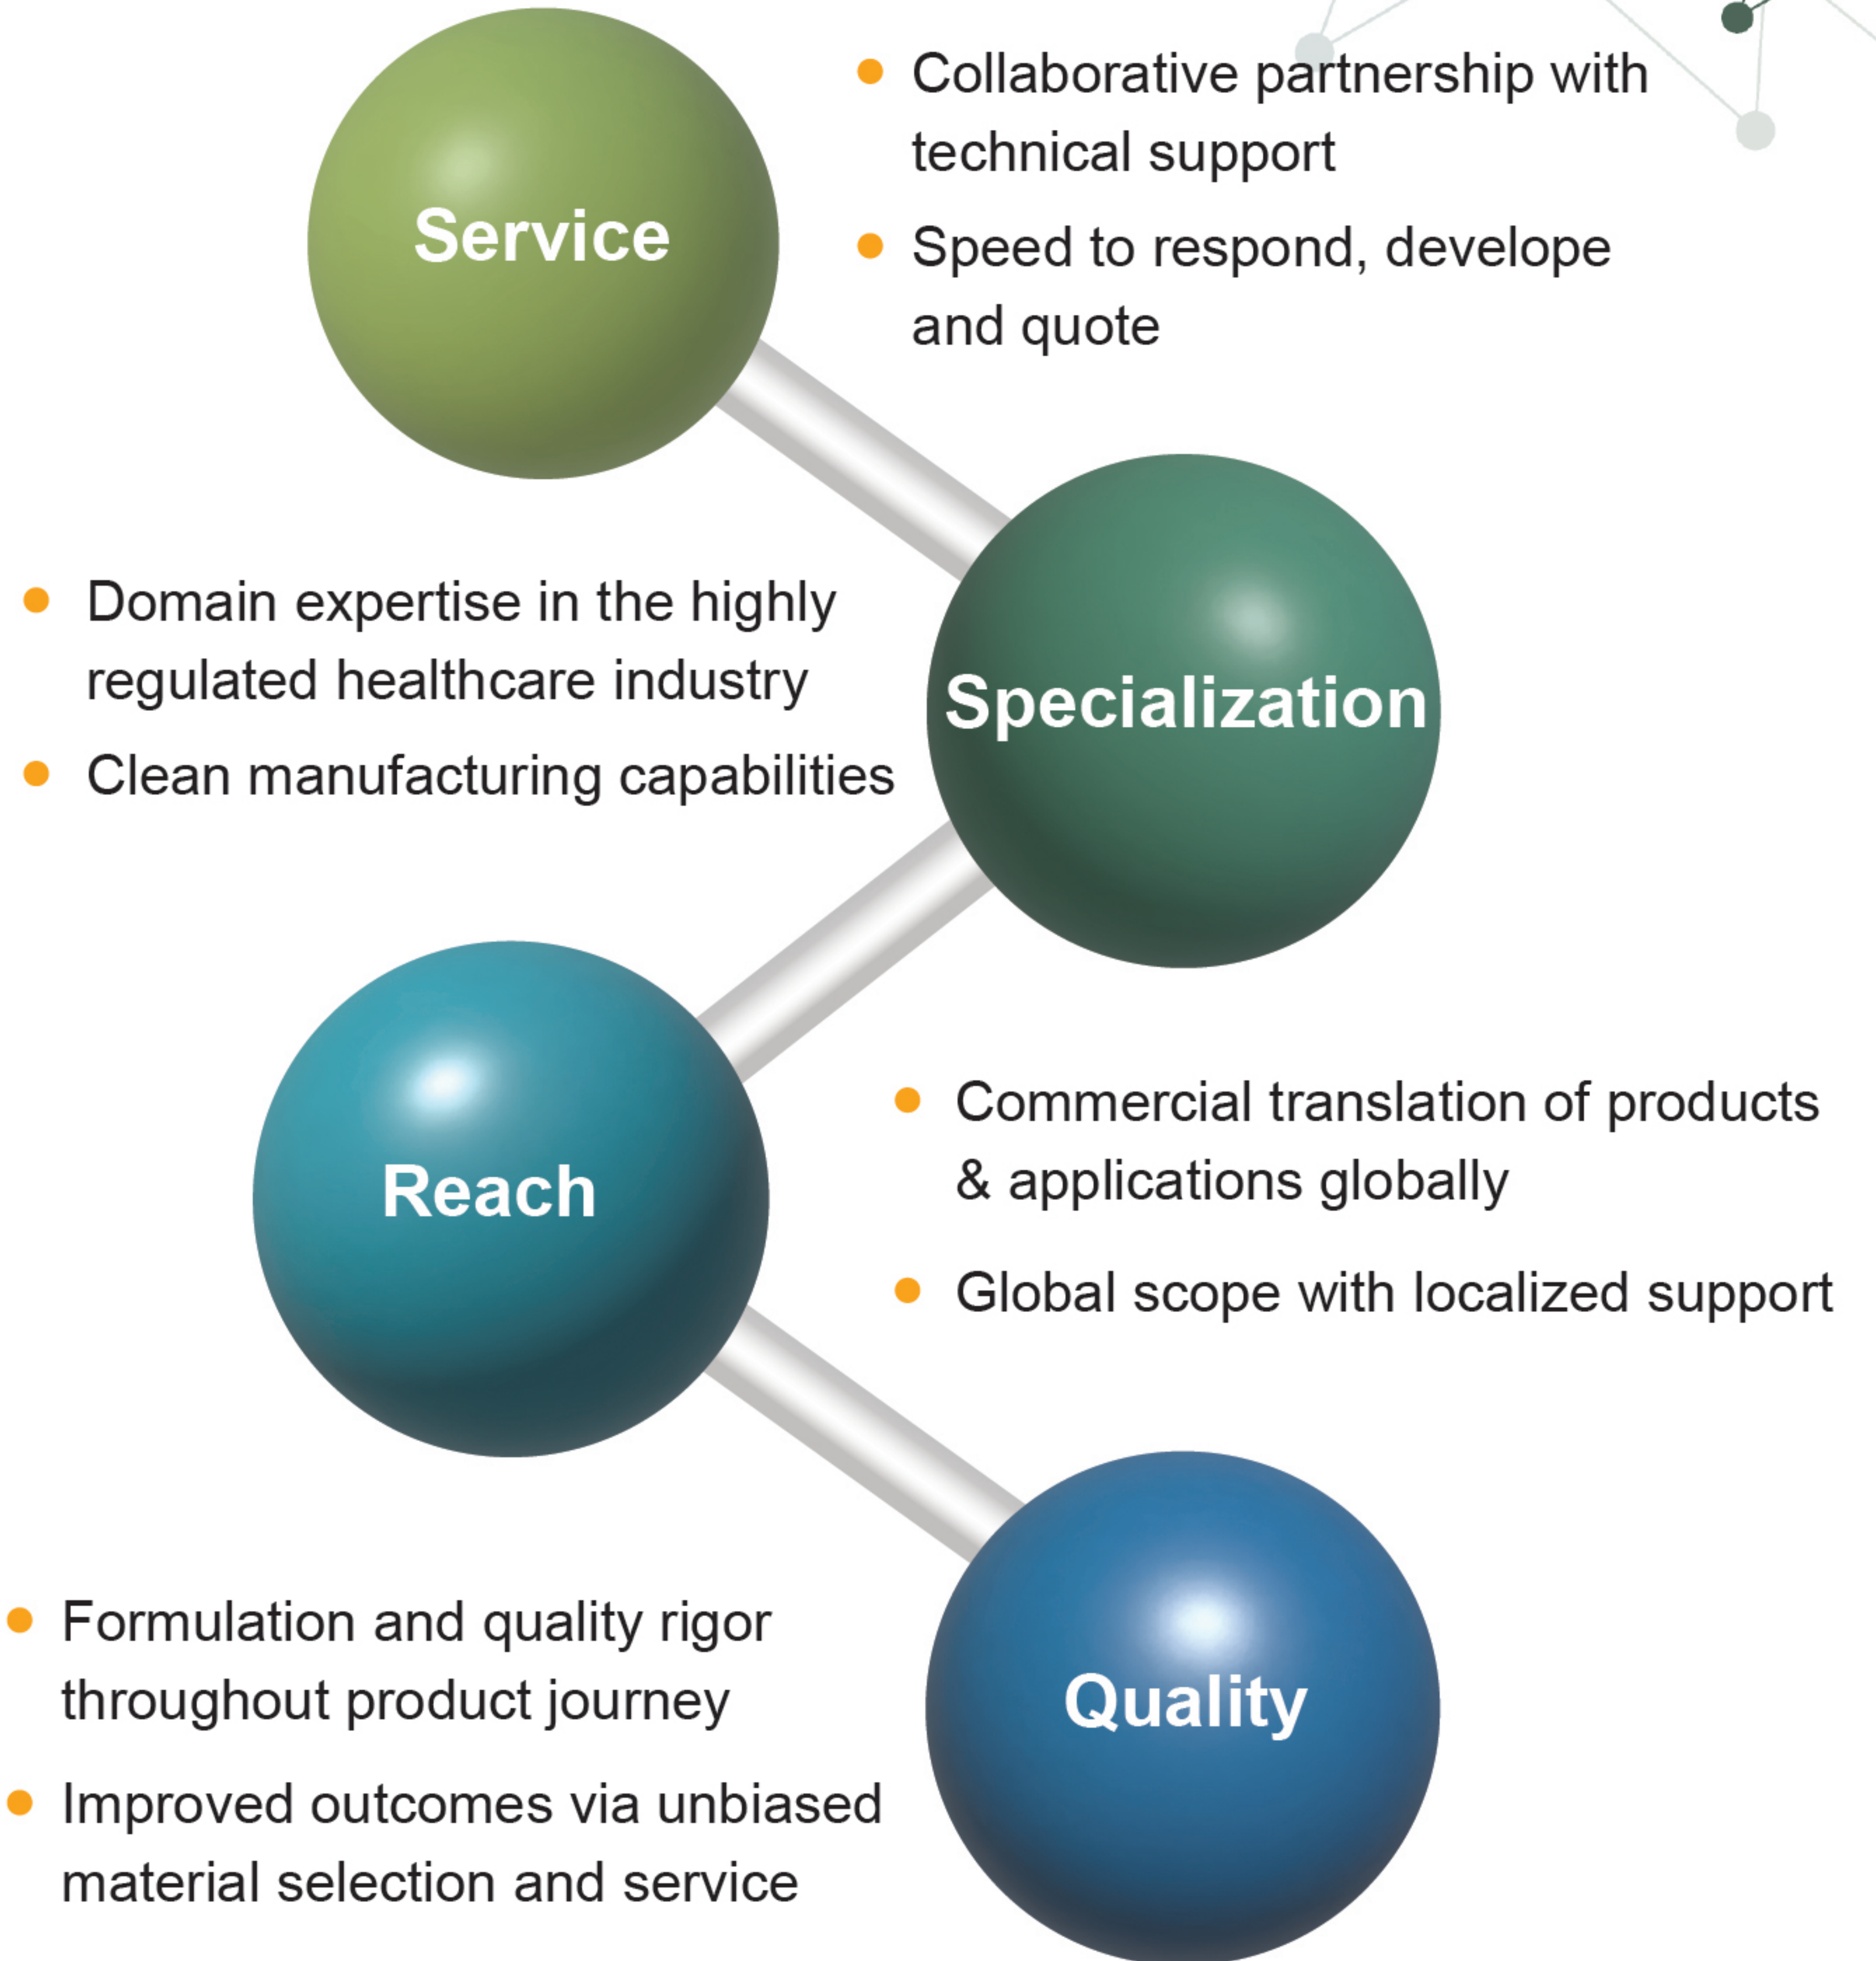 Service
Collaborative partnership with
technical support
Speed to respond, develope
and quote
Specialization
Domain expertise in the highly
regulated healthcare industry
Clean manufacturing capabilities
Reach
Commercial translation of products
& applications globally
Global scope with localized support
Quality
Formulation and quality rigor
throughout product journey
Improved outcomes via unbiased
material selection and service